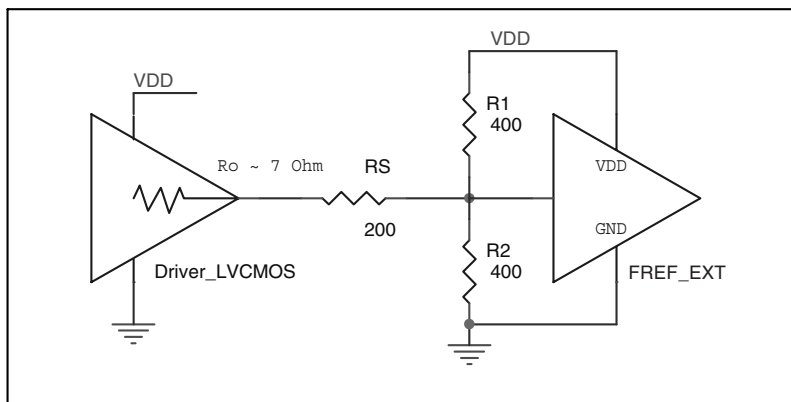 VDD
VDD
R1
400
Ro ~ 7 Ohm
RS
VDD
200
GND
R2
400
Driver_LVCMOS
FREF_EXT